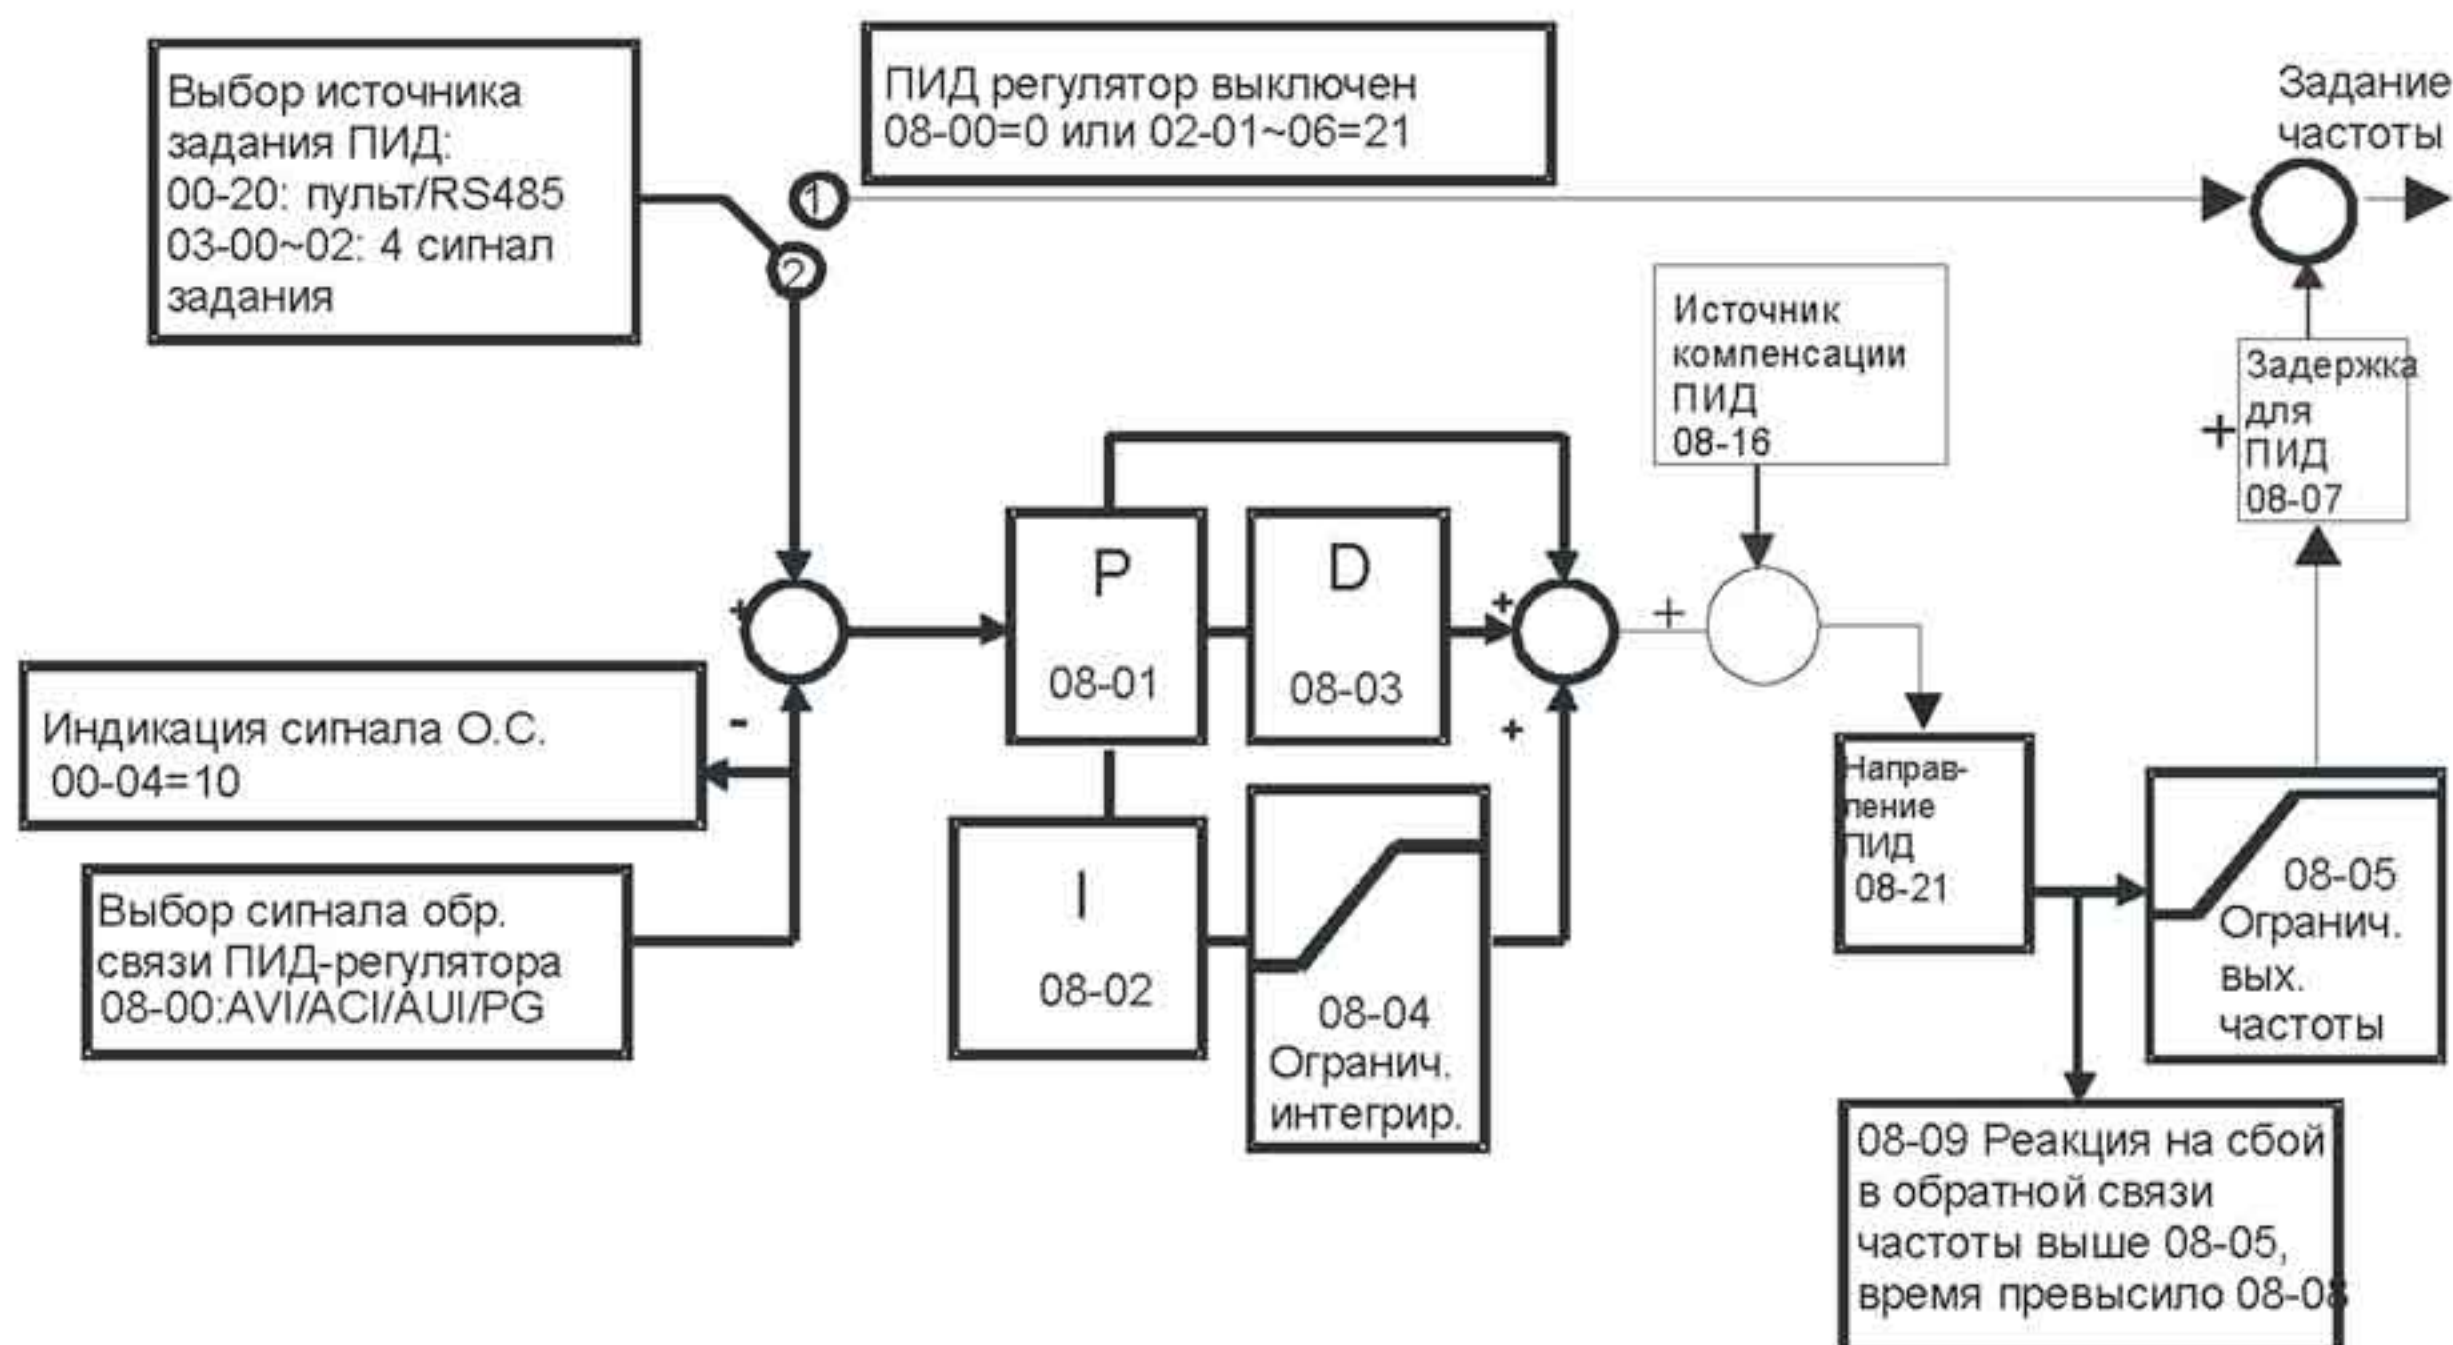 Выбор источника
задания ПИД:
00-20: пульт/RS485
03-00~02: 4 сигнал
задания
ПИД регулятор выключен
08-00=0 или 02-01~06=21
1
2
Задание
частоты
Источник
компенсации
ПИД
08-16
Задержка
для
ПИД
08-07
+
+
-
P
08-01
D
08-03
+
+
+
Индикация сигнала О.С.
00-04=10
Выбор сигнала обр.
связи ПИД-регулятора
08-00:AVI/ACI/AUI/PG
I
08-02
08-04
Огранич.
интегрир.
Направ-
ление
ПИД
08-21
08-05
Огранич.
вых.
частоты
08-09 Реакция на сбой
в обратной связи
частоты выше 08-05,
время превысило 08-08